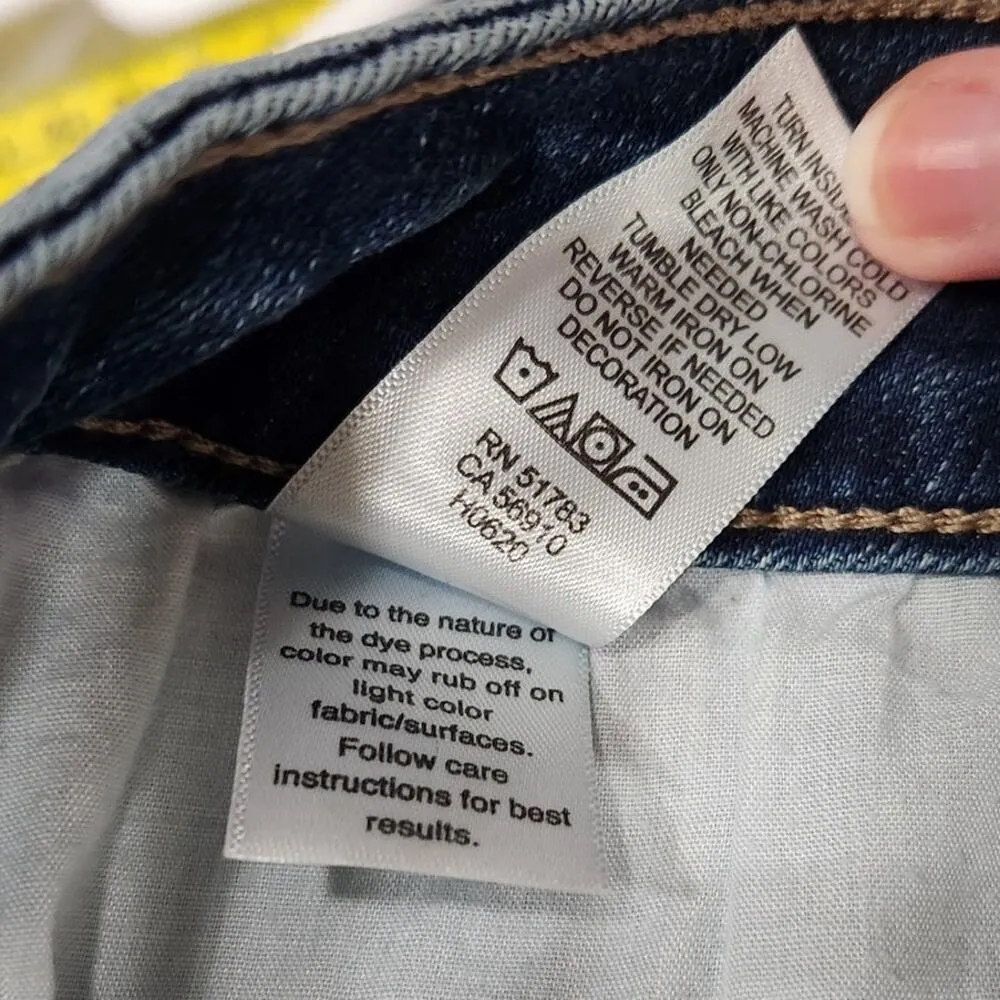 TURN INSIDE
MACHINE WASH COLD
WITH LIKE COLORS
ONLY NON-CHLORINE
BLEACH WHEN
NEEDED
TUMBLE DRY LOW
WARM IRON ON
REVERSE IF NEEDED
DO NOT IRON ON
DECORATION
RN 51783
CA 56910
H0620
Due to the nature of
the dye process,
color may rub off on
light color
fabric/surfaces.
Follow care
instructions for best
results.